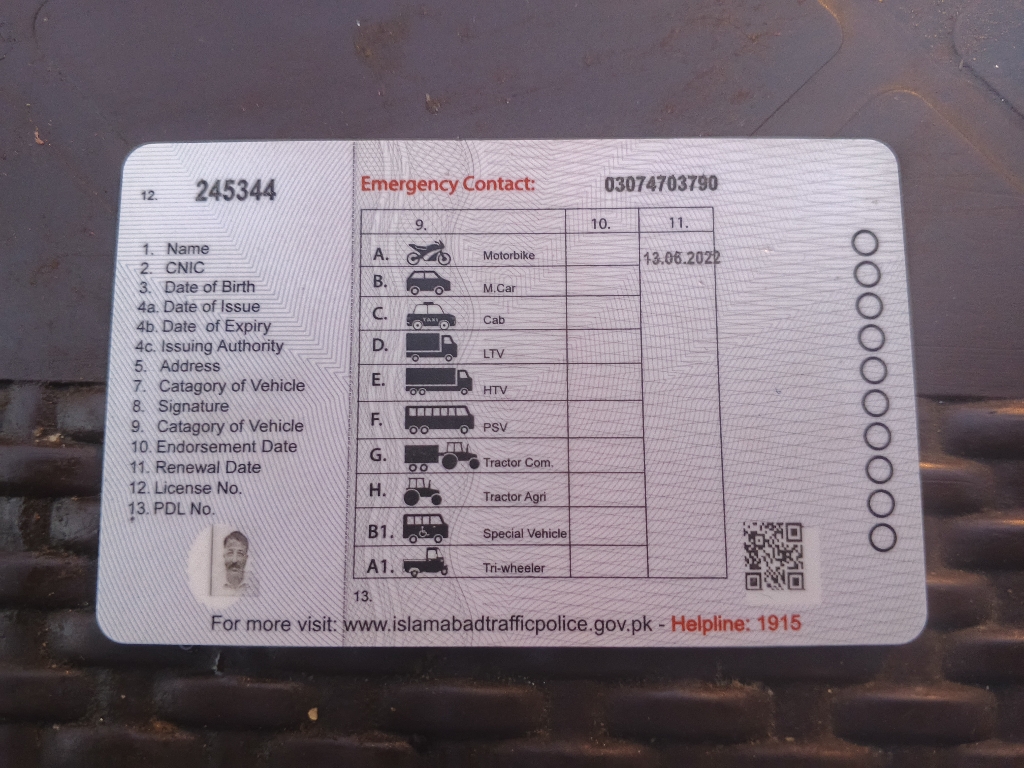 12. 245344
1. Name
2. CNIC
3. Date of Birth
4a. Date of Issue
4b. Date of Expiry
4c. Issuing Authority
5. Address
7. Catagory of Vehicle
8. Signature
9. Catagory of Vehicle
10. Endorsement Date
11. Renewal Date
12. License No.
13. PDL No.
Emergency Contact: 03074703790
9. 10. 11.
A. Motorbike 13.06.2022
B. M.Car
C. TAXI Cab
D. LTV
E. HTV
F. PSV
G. Tractor Com.
H. Tractor Agri
B1. Special Vehicle
A1. Tri-wheeler
13.
For more visit: www.islamabadtrafficpolice.gov.pk - Helpline: 1915